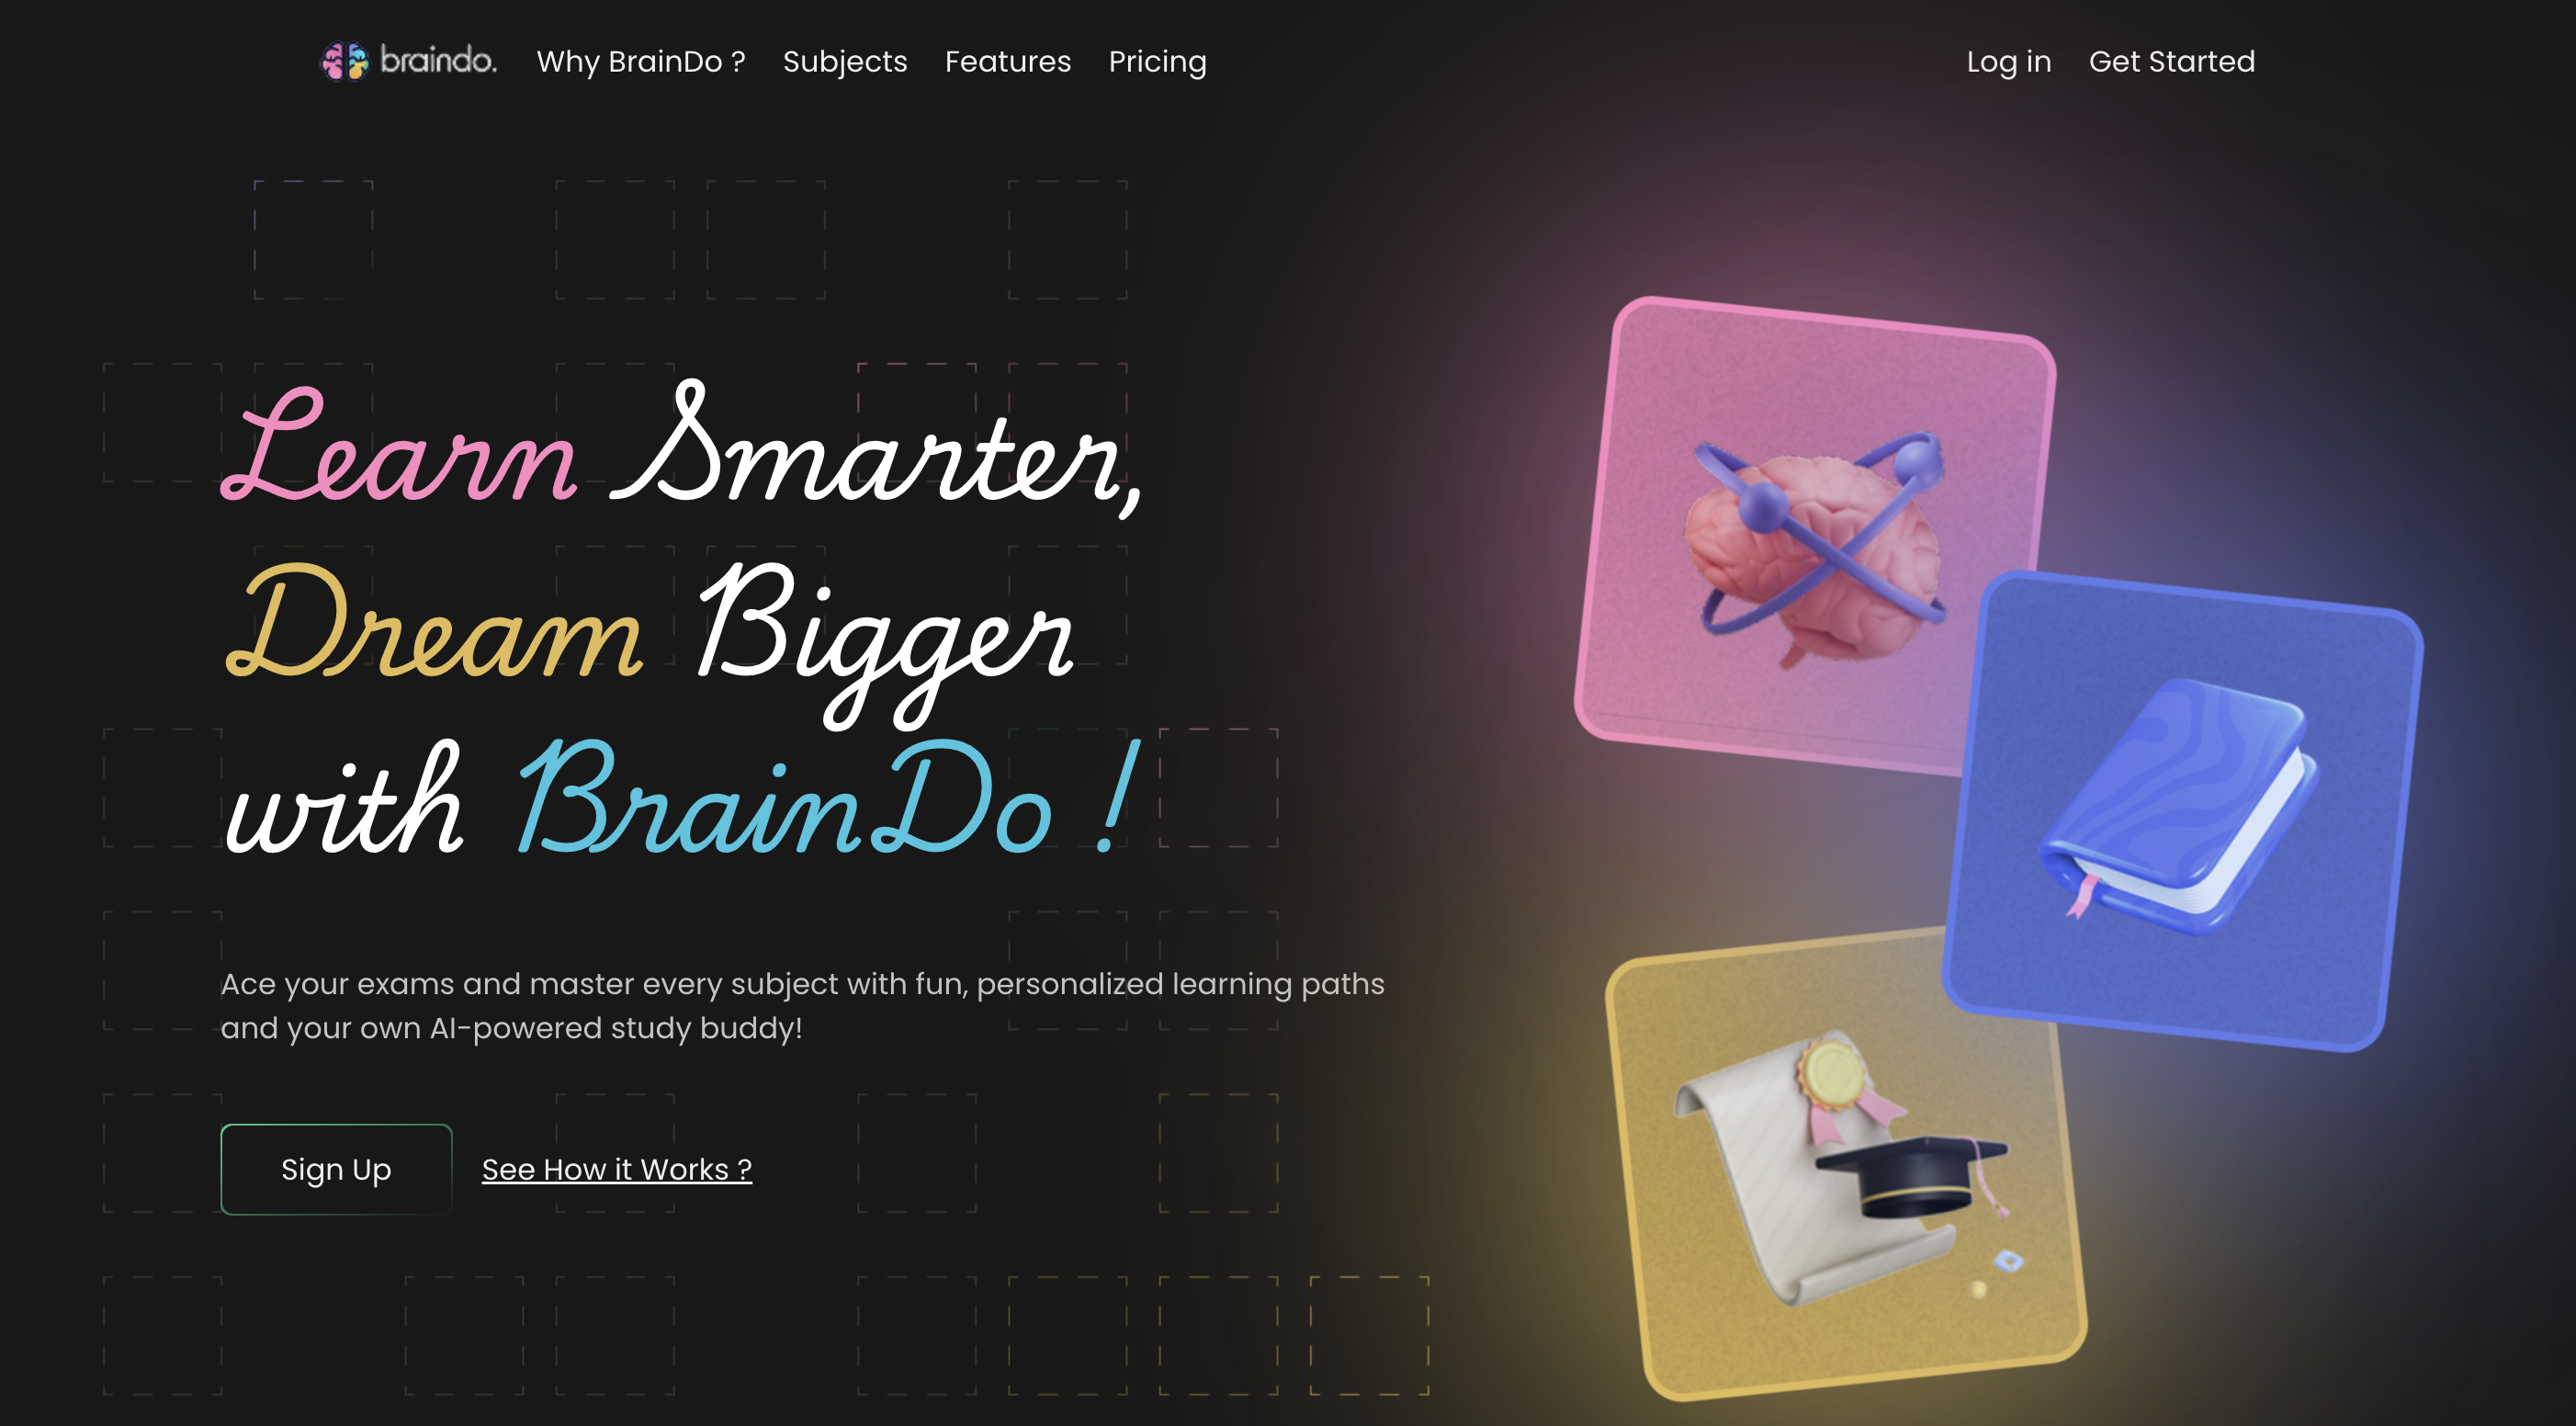 braindo.
Why BrainDo ?
Subjects
Features
Pricing
Log in
Get Started
Learn Smarter,
Dream Bigger
with BrainDo !
Ace your exams and master every subject with fun, personalized learning paths
and your own AI-powered study buddy!
Sign Up
See How it Works ?